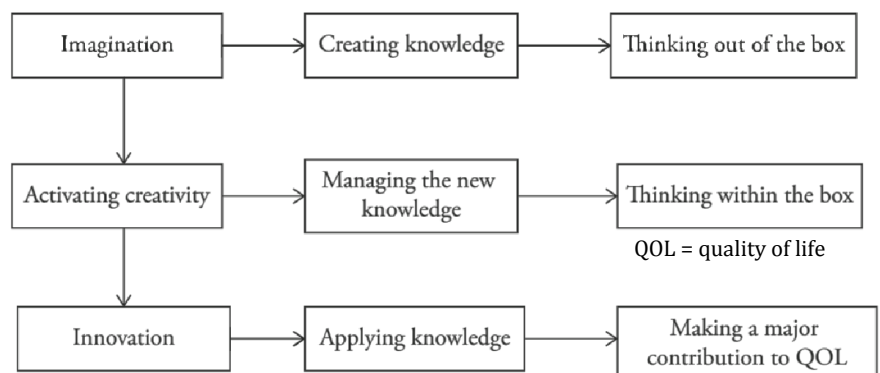 Imagination
Creating knowledge
Thinking out of the box
Activating creativity
Managing the new
knowledge
Thinking within the box
QOL = quality of life
Innovation
Applying knowledge
Making a major
contribution to QOL